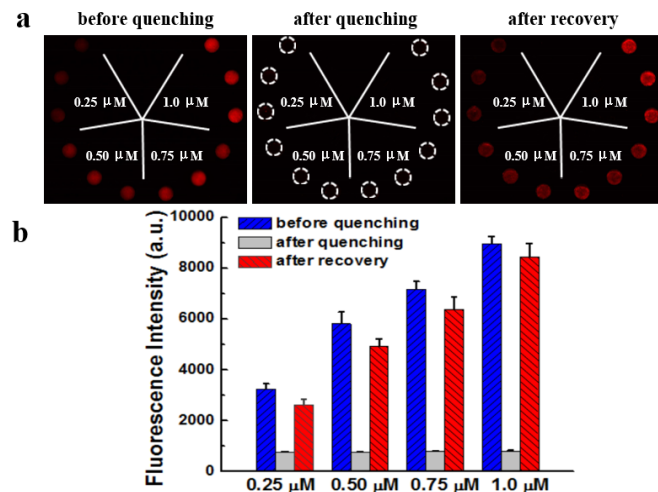 a
before quenching after quenching after recovery
0.25 μM 1.0 μM 0.25 μM 1.0 μM 0.25 μM 1.0 μM
0.50 μM 0.75 μM 0.50 μM 0.75 μM 0.50 μM 0.75 μM
b
Fluorescence Intensity (a.u.)
10000
8000
6000
4000
2000
0
before quenching
after quenching
after recovery
0.25 μM 0.50 μM 0.75 μM 1.0 μM